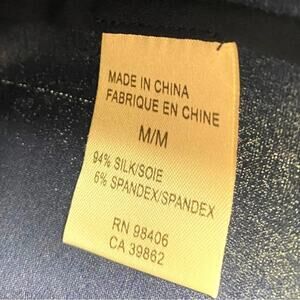 MADE IN CHINA
FABRIQUE EN CHINE
M/M
94% SILK/SOIE
6% SPANDEX/SPANDEX
RN 98406
CA 39862